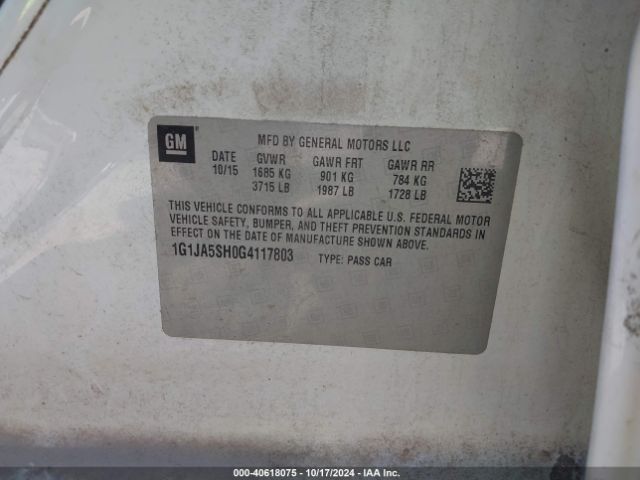 GM
MFD BY GENERAL MOTORS LLC
DATE GVWR GAWR FRT GAWR RR
10/15 1685 KG 901 KG 784 KG
3715 LB 1987 LB 1728 LB
THIS VEHICLE CONFORMS TO ALL APPLICABLE U.S. FEDERAL MOTOR
VEHICLE SAFETY, BUMPER, AND THEFT PREVENTION STANDARDS IN
EFFECT ON THE DATE OF MANUFACTURE SHOWN ABOVE.
1G1JA5SH0G4117803 TYPE: PASS CAR
000-40618075 - 10/17/2024 - IAA Inc.